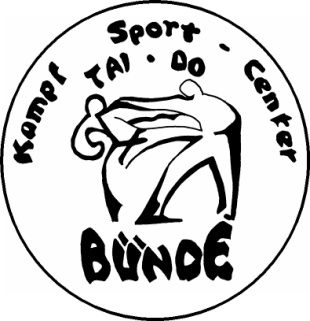 Kampf Sport - Center
TAI · DO
BÜNDE